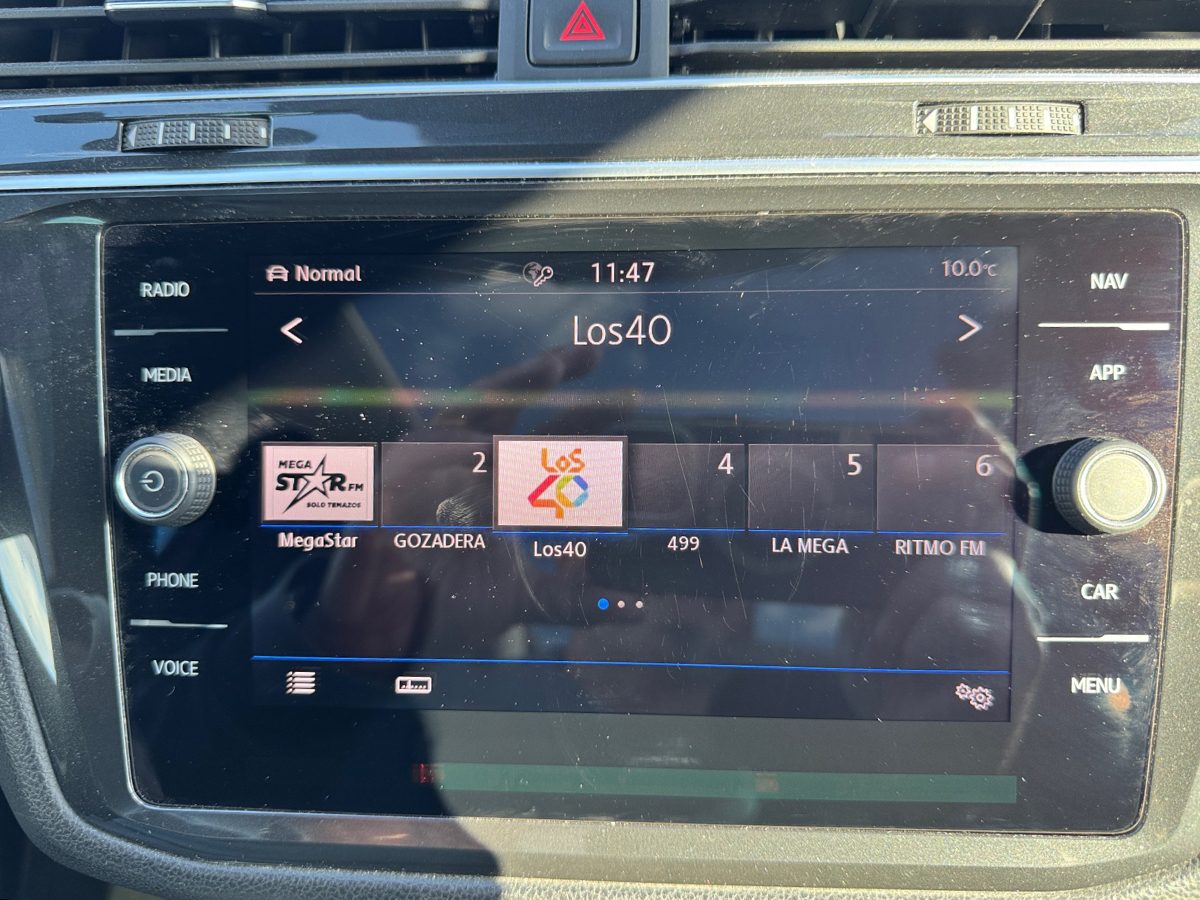 RADIO
MEDIA
PHONE
VOICE
Normal
11:47
10.0°C
Los40
MEGA
STAR FM
SOLO TEMAZOS
MegaStar
2
GOZADERA
LOS
40
Los40
4
499
5
LA MEGA
6
RITMO FM
NAV
APP
CAR
MENU